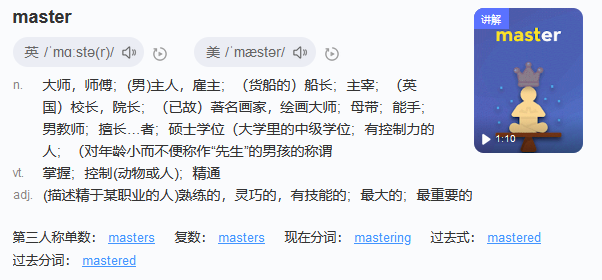 master
英 /ˈmɑːstə(r)/
美 /ˈmæstər/
n. 大师，师傅；(男)主人，雇主；（货船的）船长；主宰；（英
国）校长，院长；（已故）著名画家，绘画大师；母带；能手；
男教师；擅长…者；硕士学位（大学里的中级学位；有控制力的
人；（对年龄小而不便称作“先生”的男孩的称谓
vt. 掌握；控制(动物或人)；精通
adj. (描述精于某职业的人)熟练的，灵巧的，有技能的；最大的；最重要的
第三人称单数： masters 复数： masters 现在分词： mastering 过去式： mastered
过去分词： mastered
讲解
master
1:10